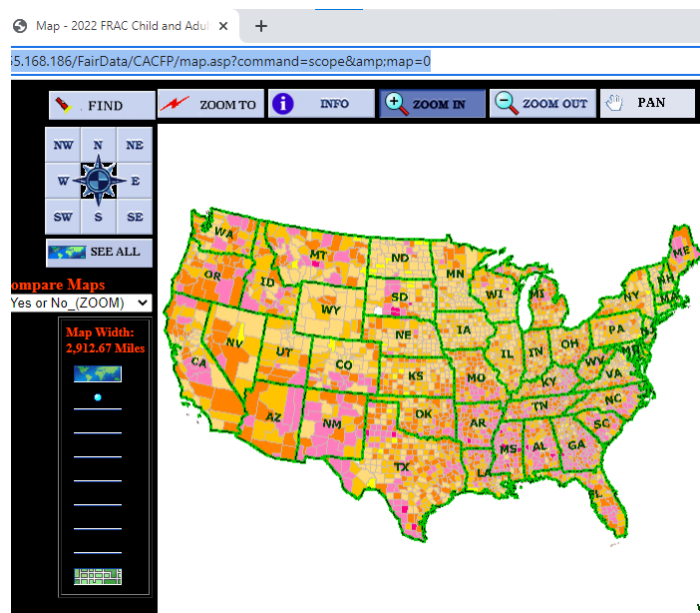 Map - 2022 FRAC Child and Adul
55.168.186/FairData/CACFP/map.asp?command=scope&amp;map=0
. FIND
ZOOM TO
INFO
ZOOM IN
ZOOM OUT
PAN
NW N NE
W E
SW S SE
SEE ALL
ompare Maps
Yes or No_(ZOOM)
Map Width:
2,912.67 Miles
WA
MT
ND
MN
ME
OR
ID
SD
WI
MI
NY
NH
MA
WY
NE
IA
PA
NJ
NV
UT
CO
IL
IN
OH
WV
MD
VA
CA
KS
MO
KY
AZ
NM
OK
AR
TN
NC
SC
MS
AL
GA
TX
LA
FL